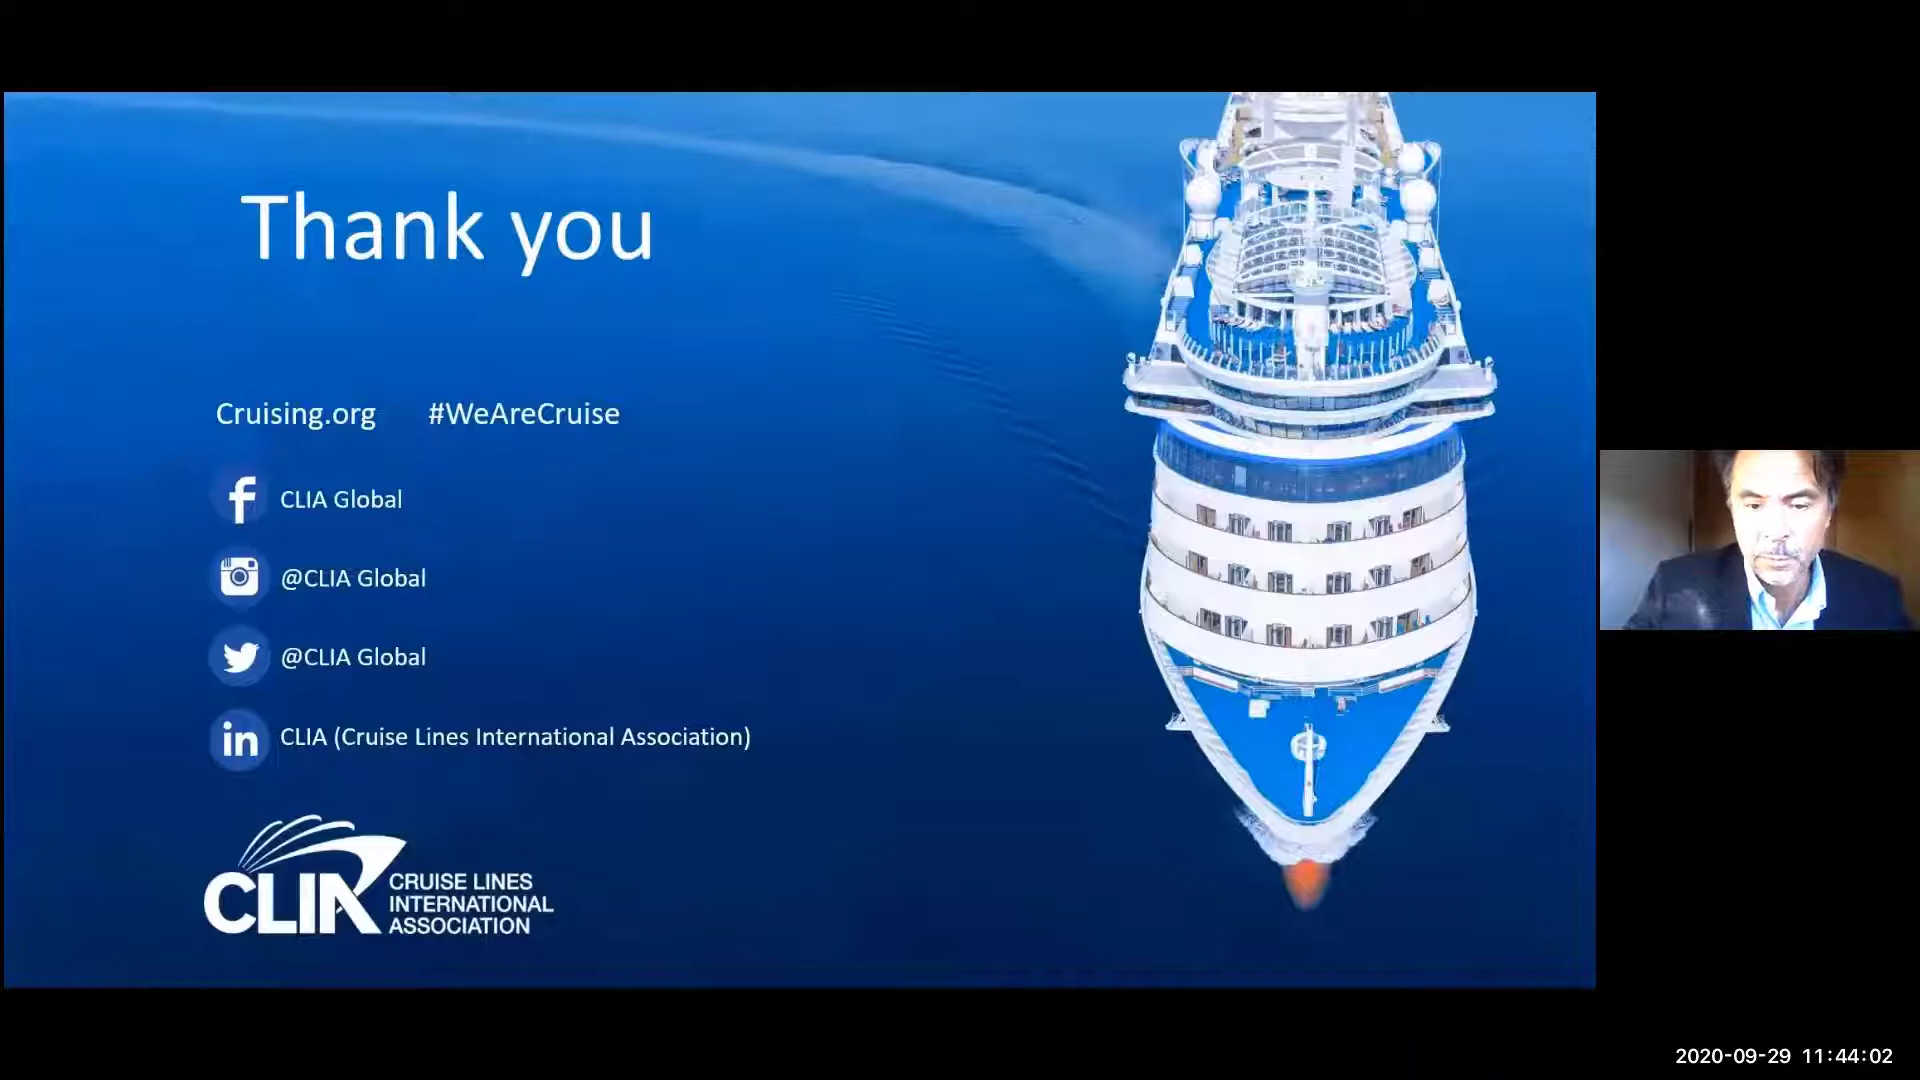 Thank you
Cruising.org #WeAreCruise
CLIA Global
@CLIA Global
@CLIA Global
in CLIA (Cruise Lines International Association)
CLIA CRUISE LINES
INTERNATIONAL
ASSOCIATION
2020-09-29 11:44:02